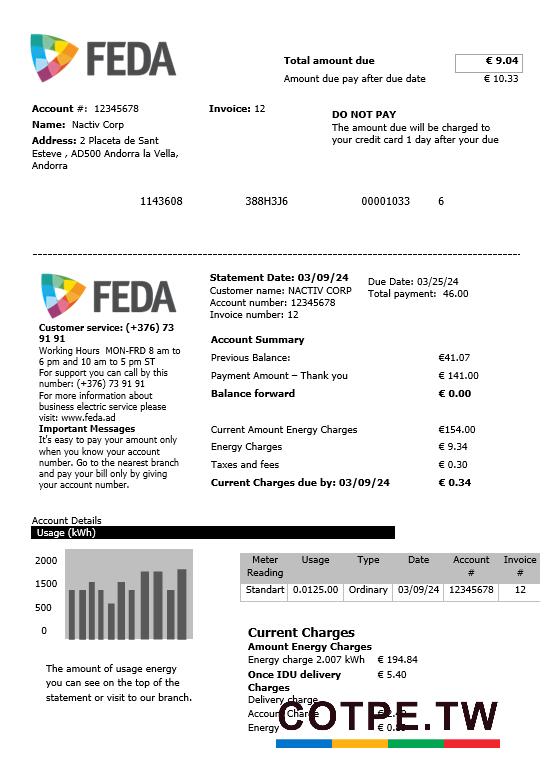 FEDA
Total amount due € 9.04
Amount due pay after due date € 10.33
Account #: 12345678 Invoice: 12
Name: Nactiv Corp
Address: 2 Placeta de Sant
Esteve , AD500 Andorra la Vella,
Andorra
DO NOT PAY
The amount due will be charged to
your credit card 1 day after your due
1143608 388H3J6 00001033 6
FEDA
Customer service: (+376) 73
91 91
Working Hours MON-FRD 8 am to
6 pm and 10 am to 5 pm ST
For support you can call by this
number: (+376) 73 91 91
For more information about
business electric service please
visit: www.feda.ad
Important Messages
It's easy to pay your amount only
when you know your account
number. Go to the nearest branch
and pay your bill only by giving
your account number.
Statement Date: 03/09/24
Customer name: NACTIV CORP
Account number: 12345678
Invoice number: 12
Due Date: 03/25/24
Total payment: 46.00
Account Summary
Previous Balance: €41.07
Payment Amount – Thank you € 141.00
Balance forward € 0.00
Current Amount Energy Charges €154.00
Energy Charges € 9.34
Taxes and fees € 0.30
Current Charges due by: 03/09/24 € 0.34
Account Details
Usage (kWh)
2000
1500
500
0
The amount of usage energy
you can see on the top of the
statement or visit to our branch.
Meter Usage Type Date Account Invoice
Reading # #
Standart 0.0125.00 Ordinary 03/09/24 12345678 12
Current Charges
Amount Energy Charges
Energy charge 2.007 kWh € 194.84
Once IDU delivery € 5.40
Charges
Delivery charge
Account Charge
Energy € 0.
COTPE.TW